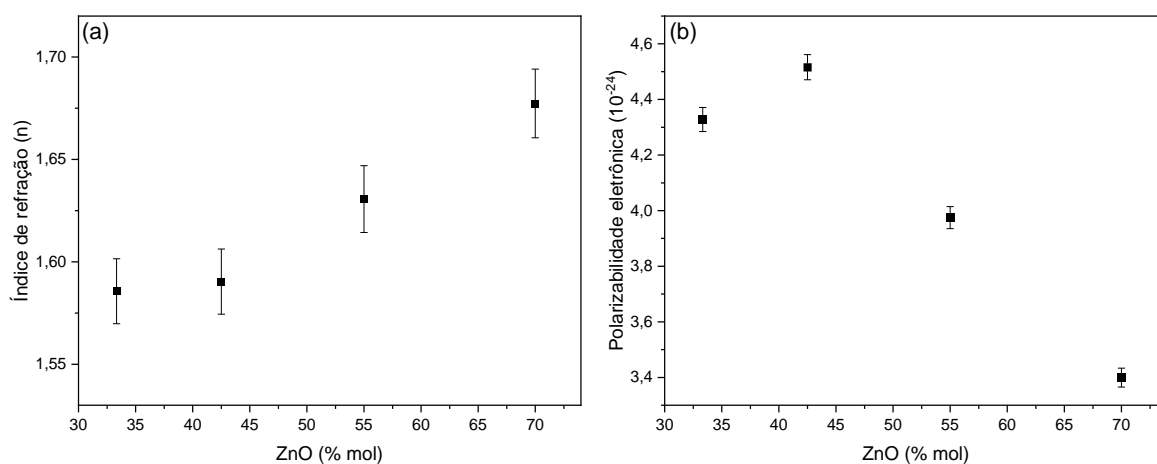 (a)
1,70
1,65
1,60
1,55
Índice de refração (n)
30 35 40 45 50 55 60 65 70
ZnO (% mol)
(b)
4,6
4,4
4,2
4,0
3,8
3,6
3,4
Polarizabilidade eletrônica (10⁻²⁴)
30 35 40 45 50 55 60 65 70
ZnO (% mol)